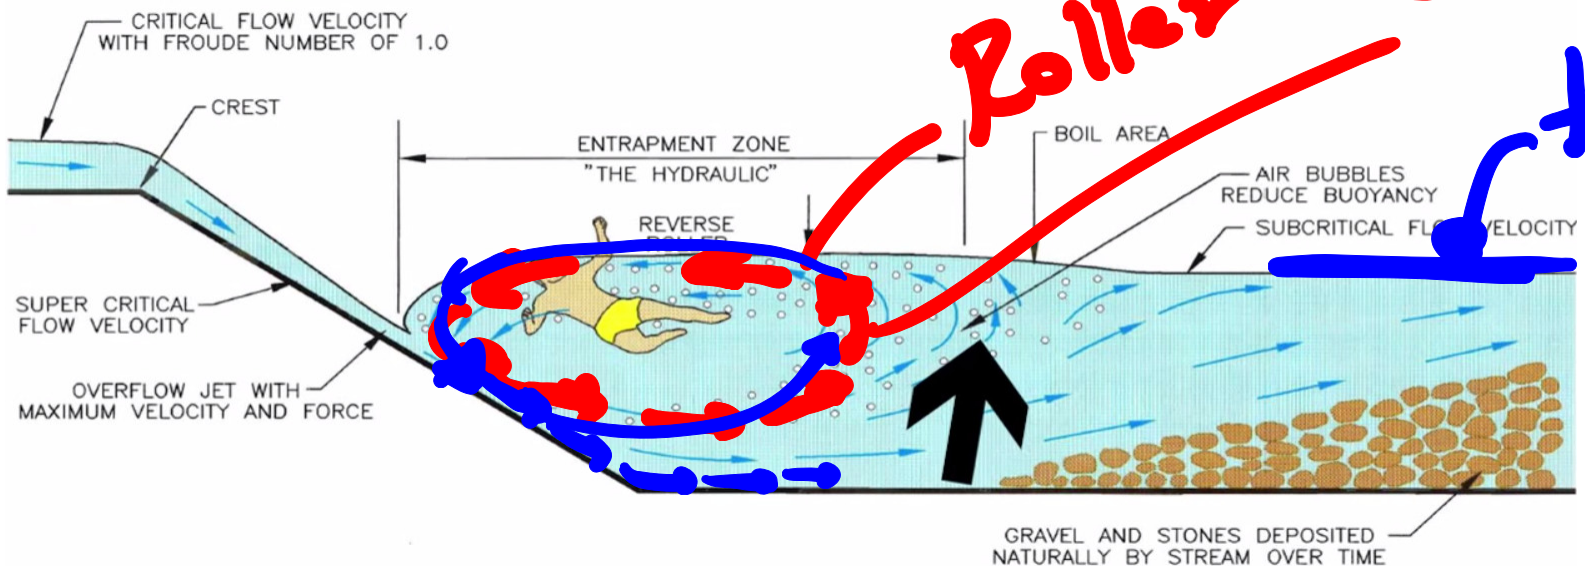 CRITICAL FLOW VELOCITY
WITH FROUDE NUMBER OF 1.0
CREST
ENTRAPMENT ZONE
"THE HYDRAULIC"
BOIL AREA
AIR BUBBLES
REDUCE BUOYANCY
REVERSE
ROLLER
SUBCRITICAL FLOW VELOCITY
SUPER CRITICAL
FLOW VELOCITY
OVERFLOW JET WITH
MAXIMUM VELOCITY AND FORCE
GRAVEL AND STONES DEPOSITED
NATURALLY BY STREAM OVER TIME